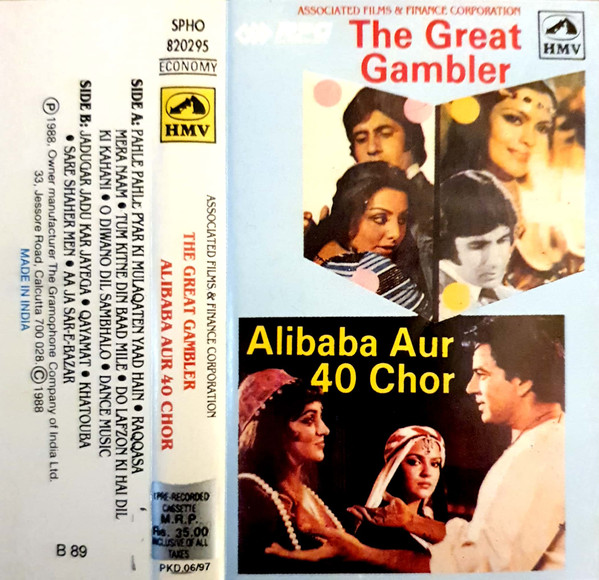 SPHO
820295
ECONOMY
SIDE A: PAHLE PAHLE PYAR KI MULAQATEN YAAD HAIN • RAQQASA
MERA NAAM • TUM KITNE DIN BAAD MILE • DO LAFZON KI HAI DIL
KI KAHANI • O DIWANO DIL SAMBHALO • DANCE MUSIC
SIDE B: JADUGAR JADU KAR JAYEGA • QAYAMAT • KHATOUBA
• SARE SHAHER MEN • AA JA SAR-E-BAZAR
Ⓟ 1988, Owner manufacturer The Gramophone Company of India Ltd.
33, Jessore Road, Calcutta 700 028 © 1988
MADE IN INDIA
B 89
HMV
ASSOCIATED FILMS & FINANCE CORPORATION
THE GREAT GAMBLER
ALIBABA AUR 40 CHOR
PRE-RECORDED
CASSETTE
M.R.P.
Rs. 35.00
INCLUSIVE OF ALL
TAXES
PKD.06/97
ASSOCIATED FILMS & FINANCE CORPORATION
The Great
Gambler
HMV
Alibaba Aur
40 Chor